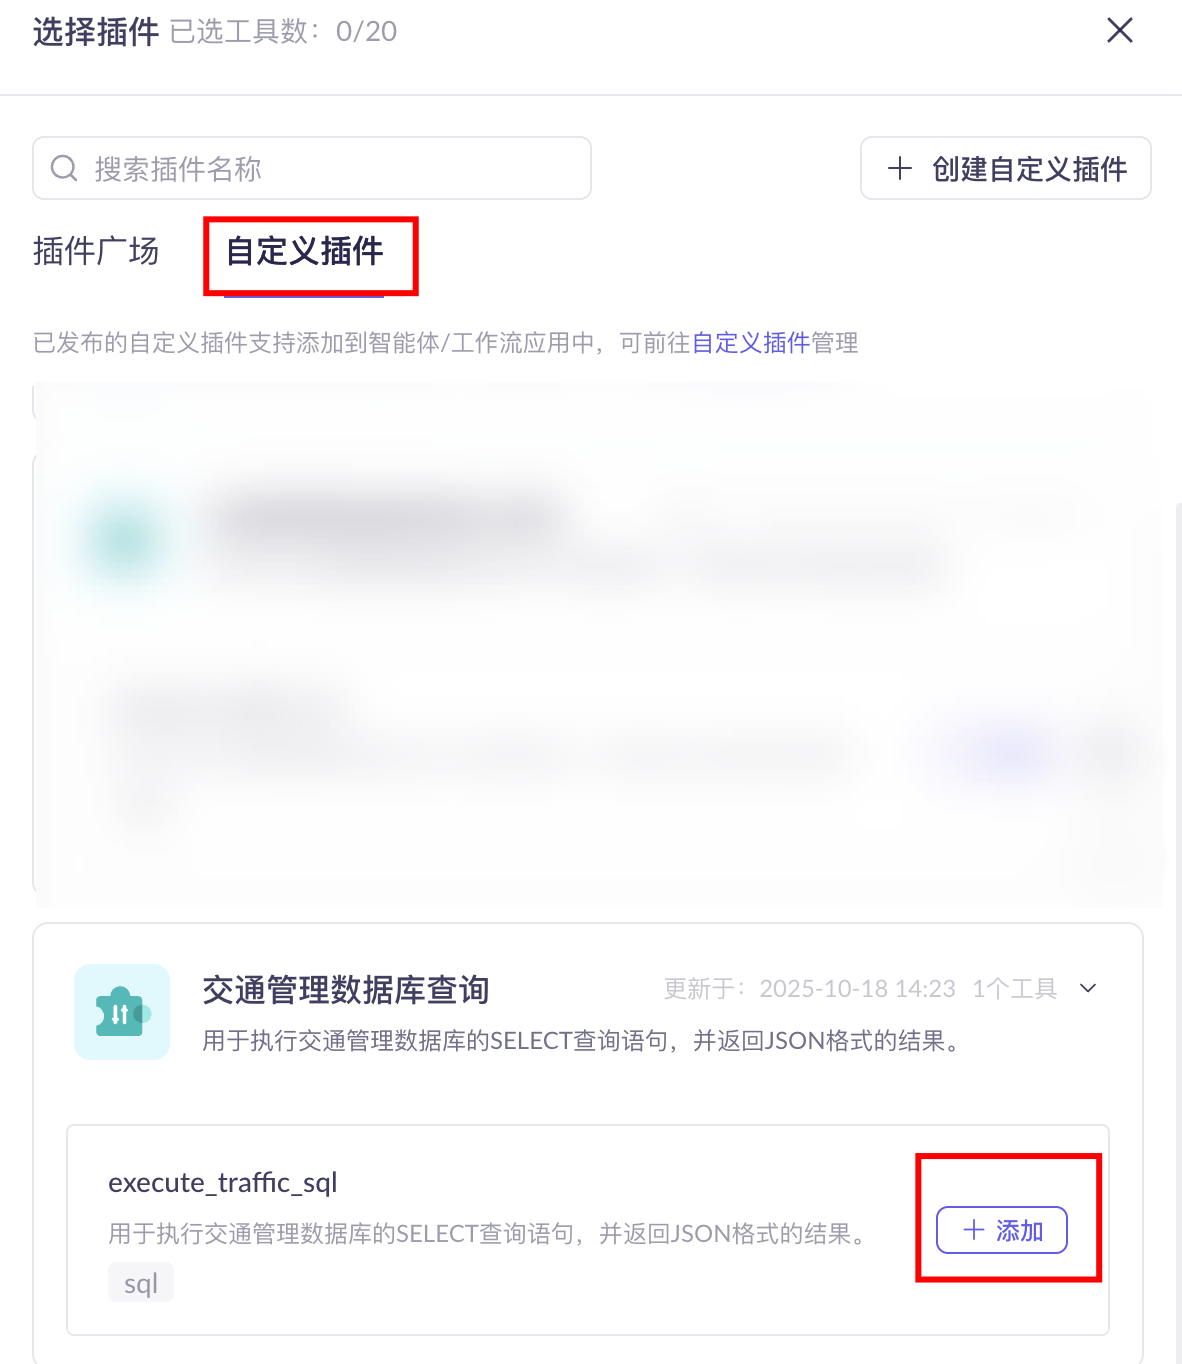 选择插件 已选工具数：0/20
搜索插件名称
创建自定义插件
插件广场 自定义插件
已发布的自定义插件支持添加到智能体/工作流应用中，可前往自定义插件管理
交通管理数据库查询 更新于：2025-10-18 14:23 1个工具
用于执行交通管理数据库的SELECT查询语句，并返回JSON格式的结果。
execute_traffic_sql
用于执行交通管理数据库的SELECT查询语句，并返回JSON格式的结果。
添加
sql